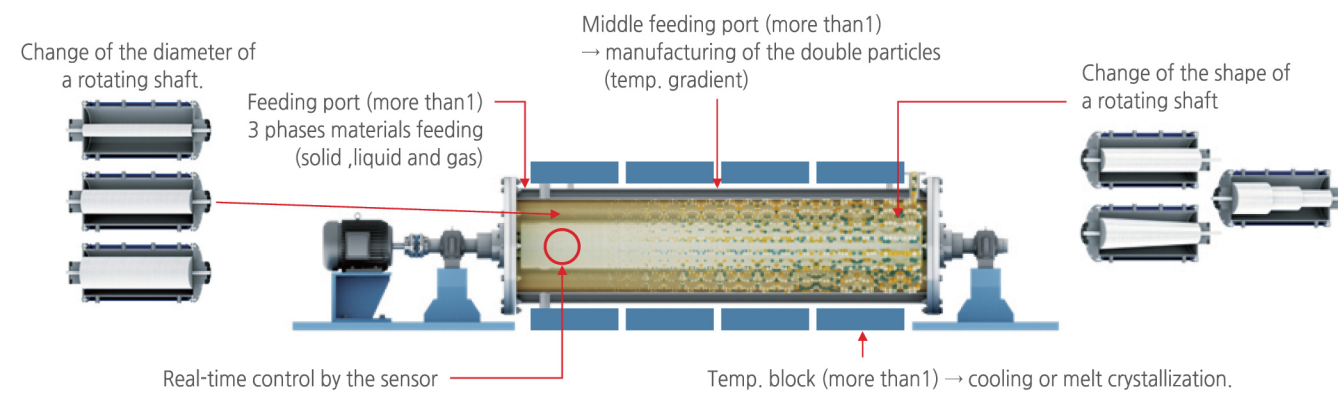 Change of the diameter of
a rotating shaft.
Feeding port (more than1)
3 phases materials feeding
(solid ,liquid and gas)
Middle feeding port (more than1)
→ manufacturing of the double particles
(temp. gradient)
Change of the shape of
a rotating shaft
Real-time control by the sensor
Temp. block (more than1) → cooling or melt crystallization.